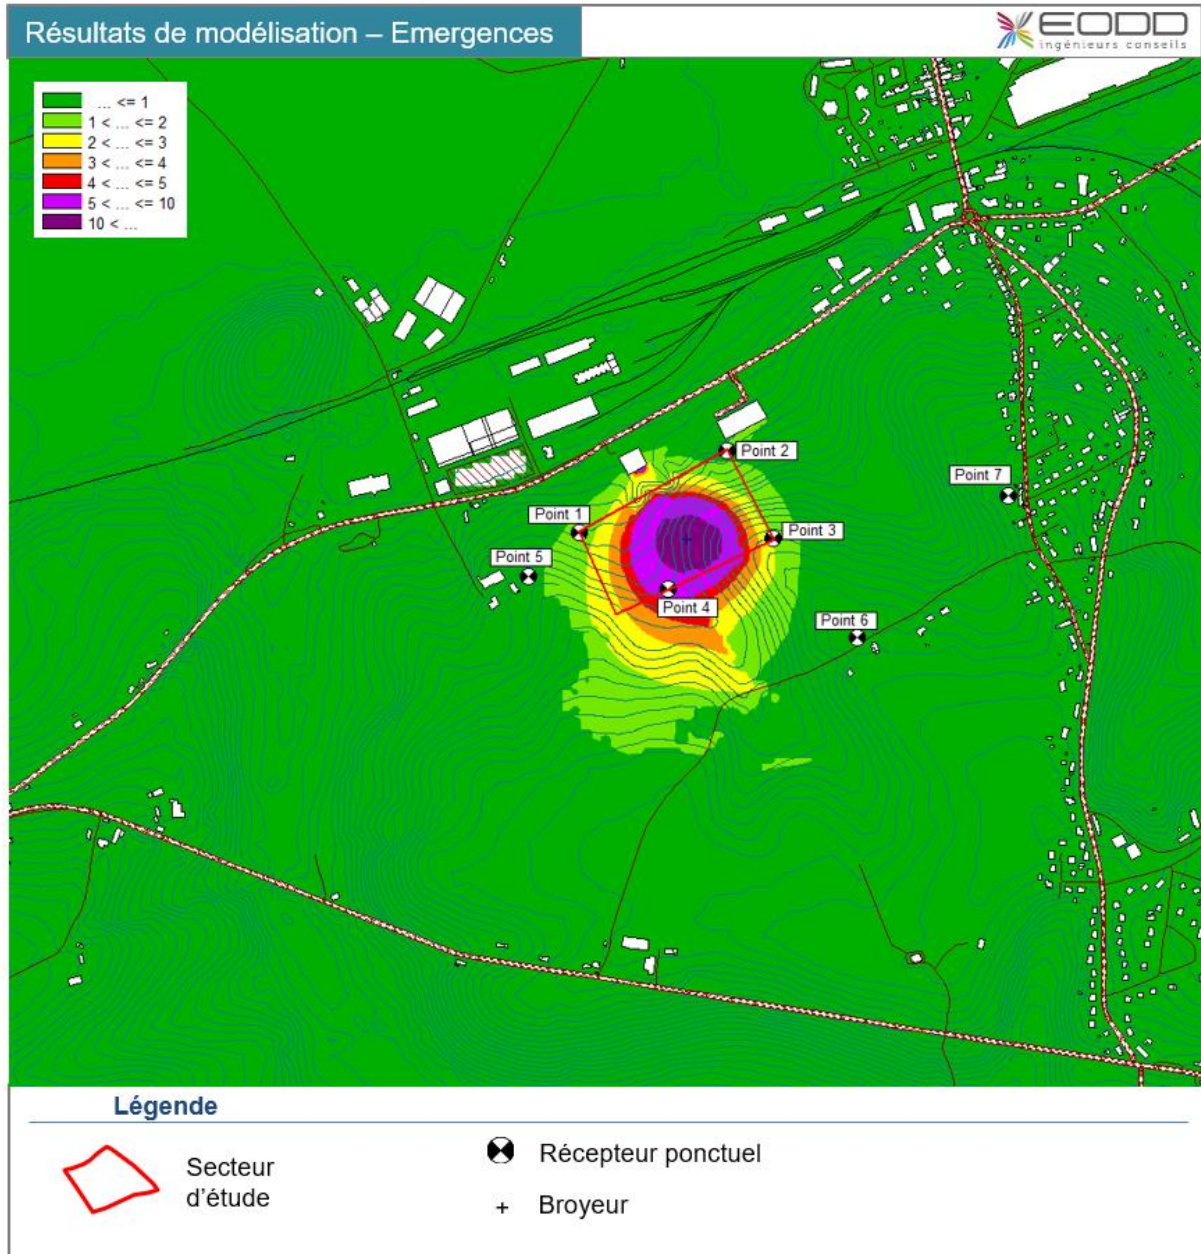 Résultats de modélisation – Emergences
EODD
ingénieurs conseils
... <= 1
1 < ... <= 2
2 < ... <= 3
3 < ... <= 4
4 < ... <= 5
5 < ... <= 10
10 < ...
Point 2
Point 7
Point 1
Point 3
Point 5
Point 4
Point 6
Légende
Secteur
d'étude
Récepteur ponctuel
Broyeur